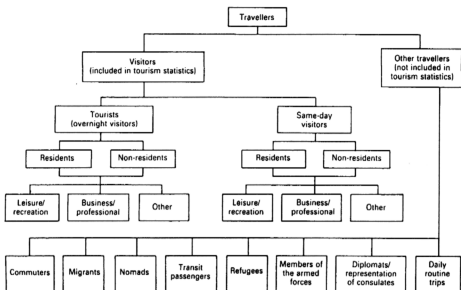 Travellers
Visitors
(included in tourism statistics)
Other travellers
(not included in
tourism statistics)
Tourists
(overnight visitors)
Same-day
visitors
Residents
Non-residents
Residents
Non-residents
Leisure/
recreation
Business/
professional
Other
Leisure/
recreation
Business/
professional
Other
Commuters
Migrants
Nomads
Transit
passengers
Refugees
Members of
the armed
forces
Diplomats/
representation
of consulates
Daily
routine
trips